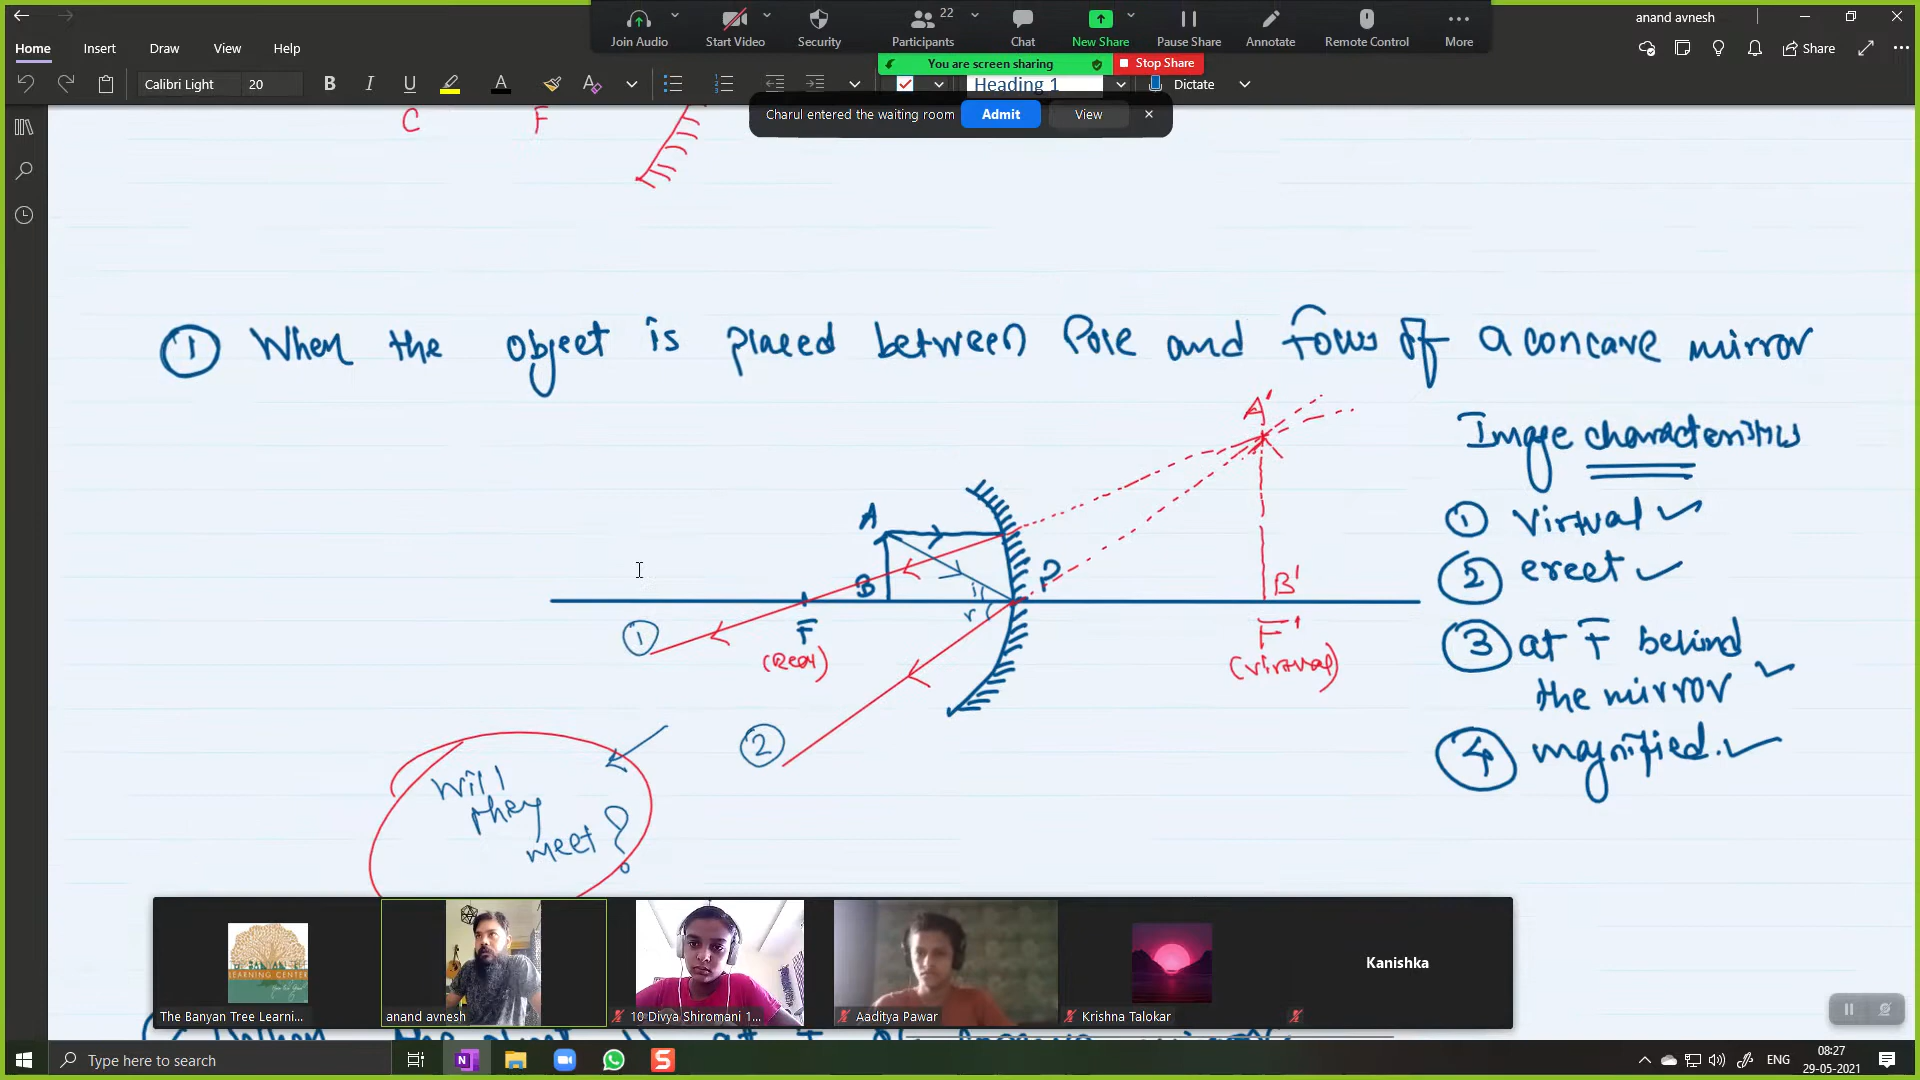 Join Audio
Start Video
Security
Participants 22
Chat
New Share
Pause Share
Annotate
Remote Control
More
anand avnesh
You are screen sharing
Stop Share
Home
Insert
Draw
View
Help
Share
Calibri Light
20
B
I
U
A
Heading 1
Dictate
Charul entered the waiting room
Admit
View
C
F
① When the object is placed between Pole and focus of a concave mirror
A'
Image characteristics
① virtual
② erect
③ at F behind
the mirror
④ magnified.
A
B
P
i
r
B'
F
(Real)
F'
(virtual)
①
②
Will
they
meet?
The Banyan Tree Learni...
LEARNING CENTER
anand avnesh
10 Divya Shiromani 1...
Aaditya Pawar
Krishna Talokar
Kanishka
Type here to search
ENG
08:27
29-05-2021